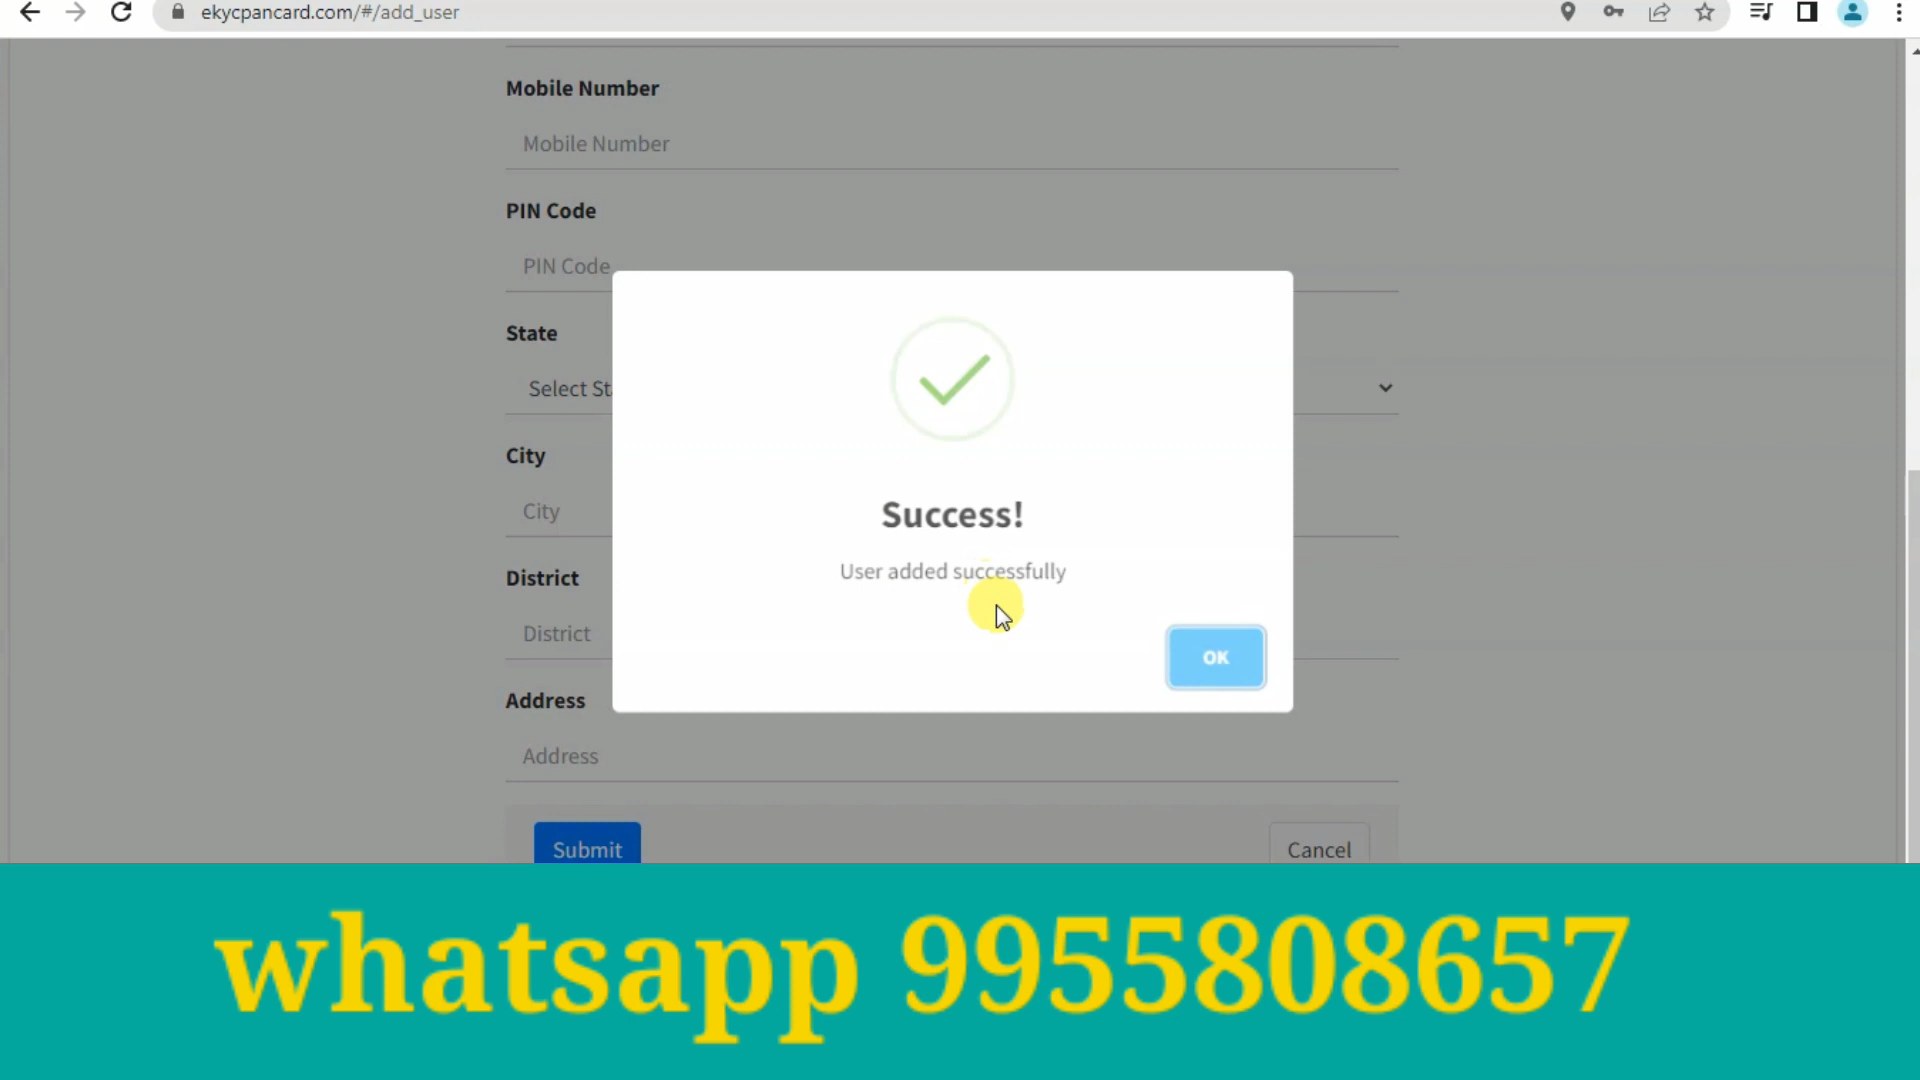 ekycpancard.com/#/add_user
Mobile Number
Mobile Number
PIN Code
PIN Code
State
Select St
City
City
Success!
User added successfully
District
District
OK
Address
Address
Submit
Cancel
whatsapp 9955808657